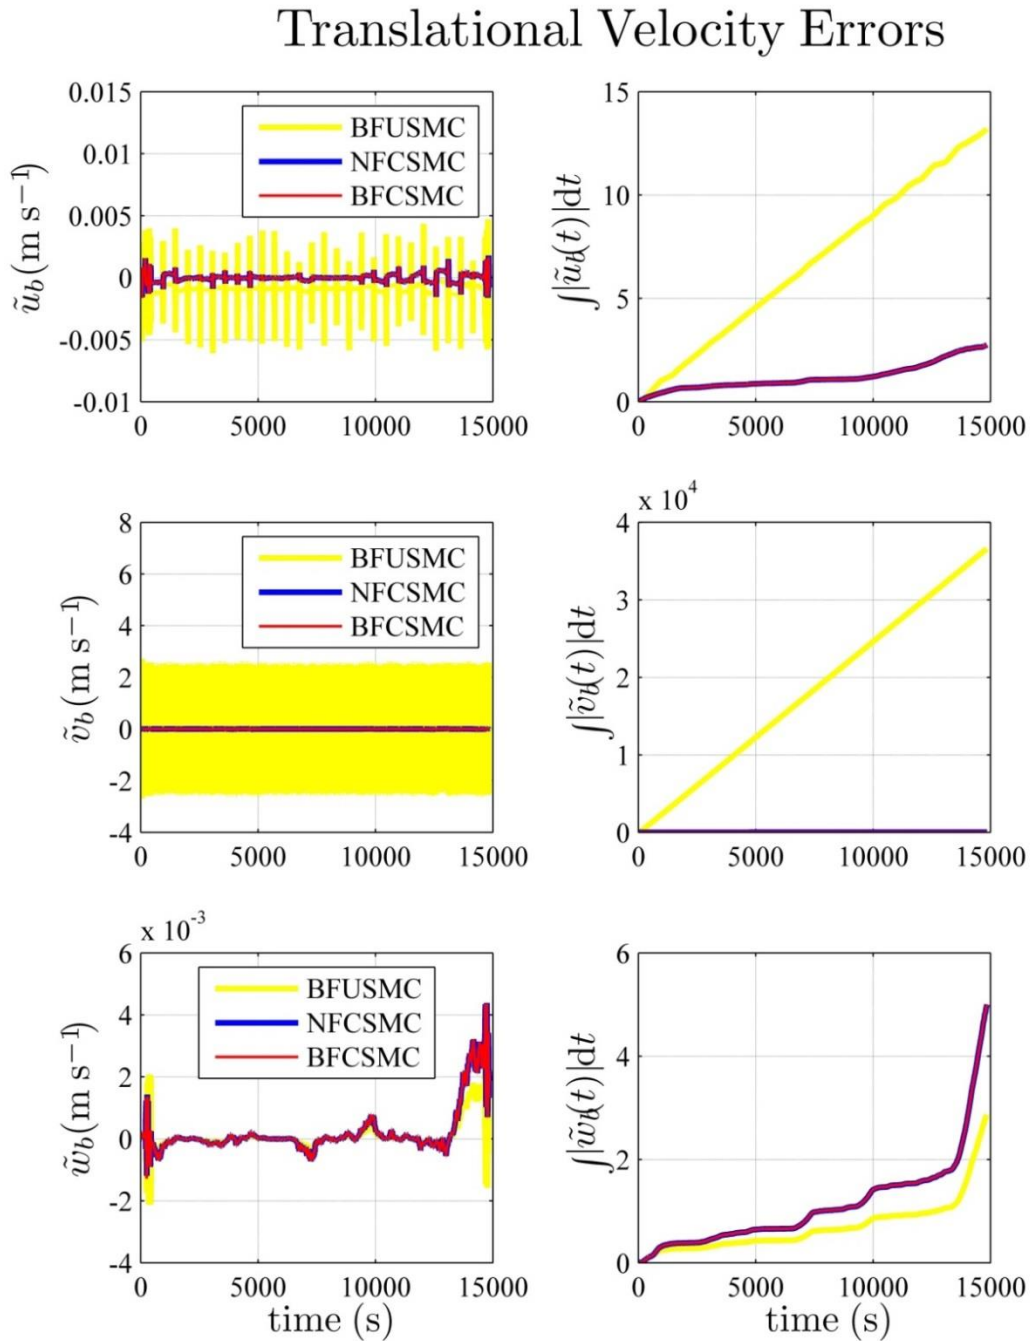 Translational Velocity Errors
0.015
0.01
0.005
0
-0.005
-0.01
ũ_b (m s⁻¹)
BFUSMC
NFCSMC
BFCSMC
0 5000 10000 15000
15
10
5
0
∫|ũ_b(t)|dt
0 5000 10000 15000
8
6
4
2
0
-2
-4
ṽ_b (m s⁻¹)
BFUSMC
NFCSMC
BFCSMC
0 5000 10000 15000
x 10⁴
4
3
2
1
0
∫|ṽ_b(t)|dt
0 5000 10000 15000
x 10⁻³
6
4
2
0
-2
-4
w̃_b (m s⁻¹)
BFUSMC
NFCSMC
BFCSMC
0 5000 10000 15000
time (s)
6
4
2
0
∫|w̃_b(t)|dt
0 5000 10000 15000
time (s)